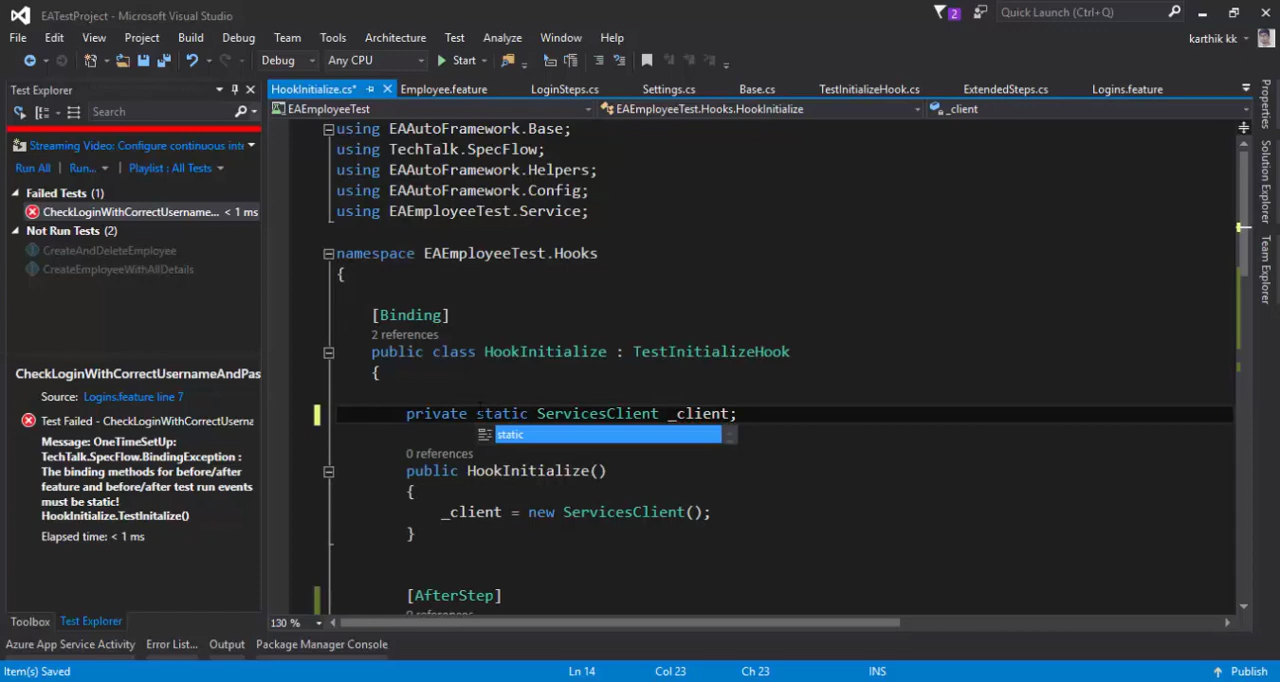 EATestProject - Microsoft Visual Studio
2
Quick Launch (Ctrl+Q)
File Edit View Project Build Debug Team Tools Architecture Test Analyze Window Help
karthik kk
Debug Any CPU Start
Test Explorer
Search
Streaming Video: Configure continuous inte
Run All | Run... Playlist : All Tests
Failed Tests (1)
CheckLoginWithCorrectUsername... < 1 ms
Not Run Tests (2)
CreateAndDeleteEmployee
CreateEmployeeWithAllDetails
CheckLoginWithCorrectUsernameAndPas
Source: Logins.feature line 7
Test Failed - CheckLoginWithCorrectUserna
Message: OneTimeSetUp:
TechTalk.SpecFlow.BindingException :
The binding methods for before/after
feature and before/after test run events
must be static!
HookInitialize.TestInitalize()
Elapsed time: < 1 ms
Toolbox Test Explorer
HookInitialize.cs* Employee.feature LoginSteps.cs Settings.cs Base.cs TestInitializeHook.cs ExtendedSteps.cs Logins.feature
EAEmployeeTest EAEmployeeTest.Hooks.HookInitialize _client
using EAAutoFramework.Base;
using TechTalk.SpecFlow;
using EAAutoFramework.Helpers;
using EAAutoFramework.Config;
using EAEmployeeTest.Service;
namespace EAEmployeeTest.Hooks
{
[Binding]
2 references
public class HookInitialize : TestInitializeHook
{
private static ServicesClient _client;
static
0 references
public HookInitialize()
{
_client = new ServicesClient();
}
[AfterStep]
0 references
130 %
Properties
Solution Explorer
Team Explorer
Azure App Service Activity Error List... Output Package Manager Console
Item(s) Saved Ln 14 Col 23 Ch 23 INS Publish